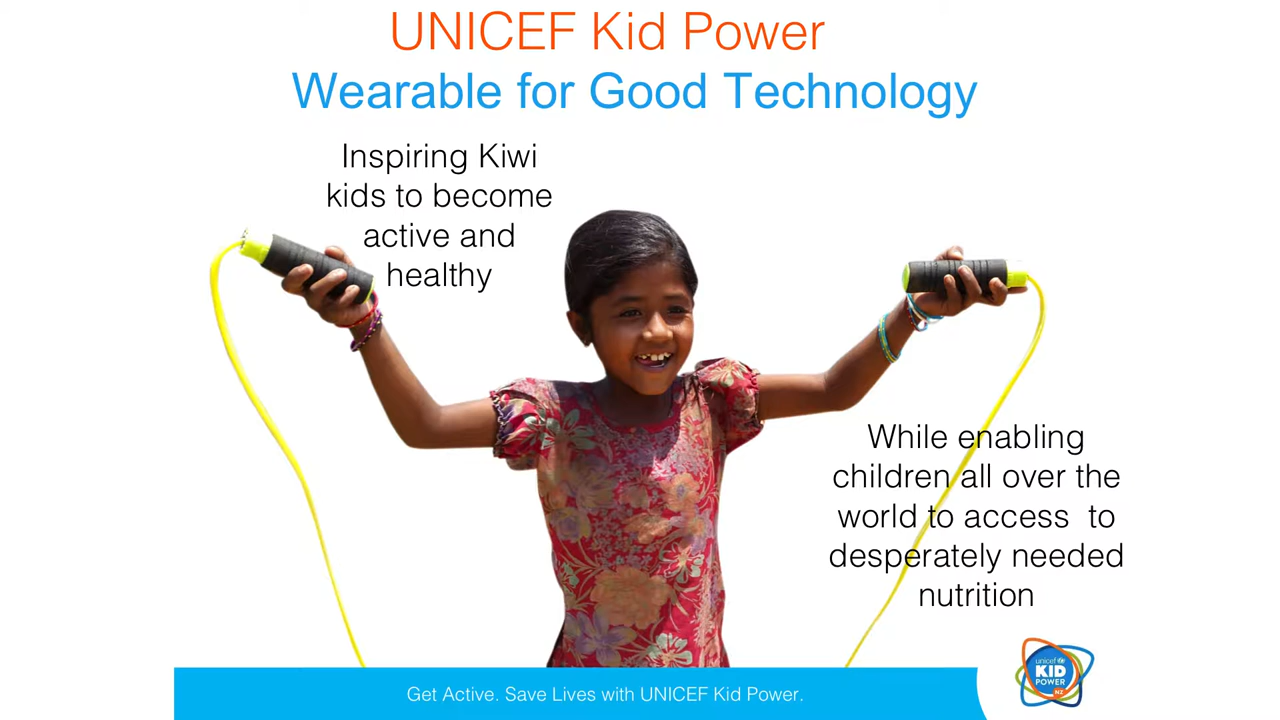 UNICEF Kid Power
Wearable for Good Technology
Inspiring Kiwi
kids to become
active and
healthy
While enabling
children all over the
world to access  to
desperately needed
nutrition
Get Active. Save Lives with UNICEF Kid Power.
unicef
KID
POWER
NZ